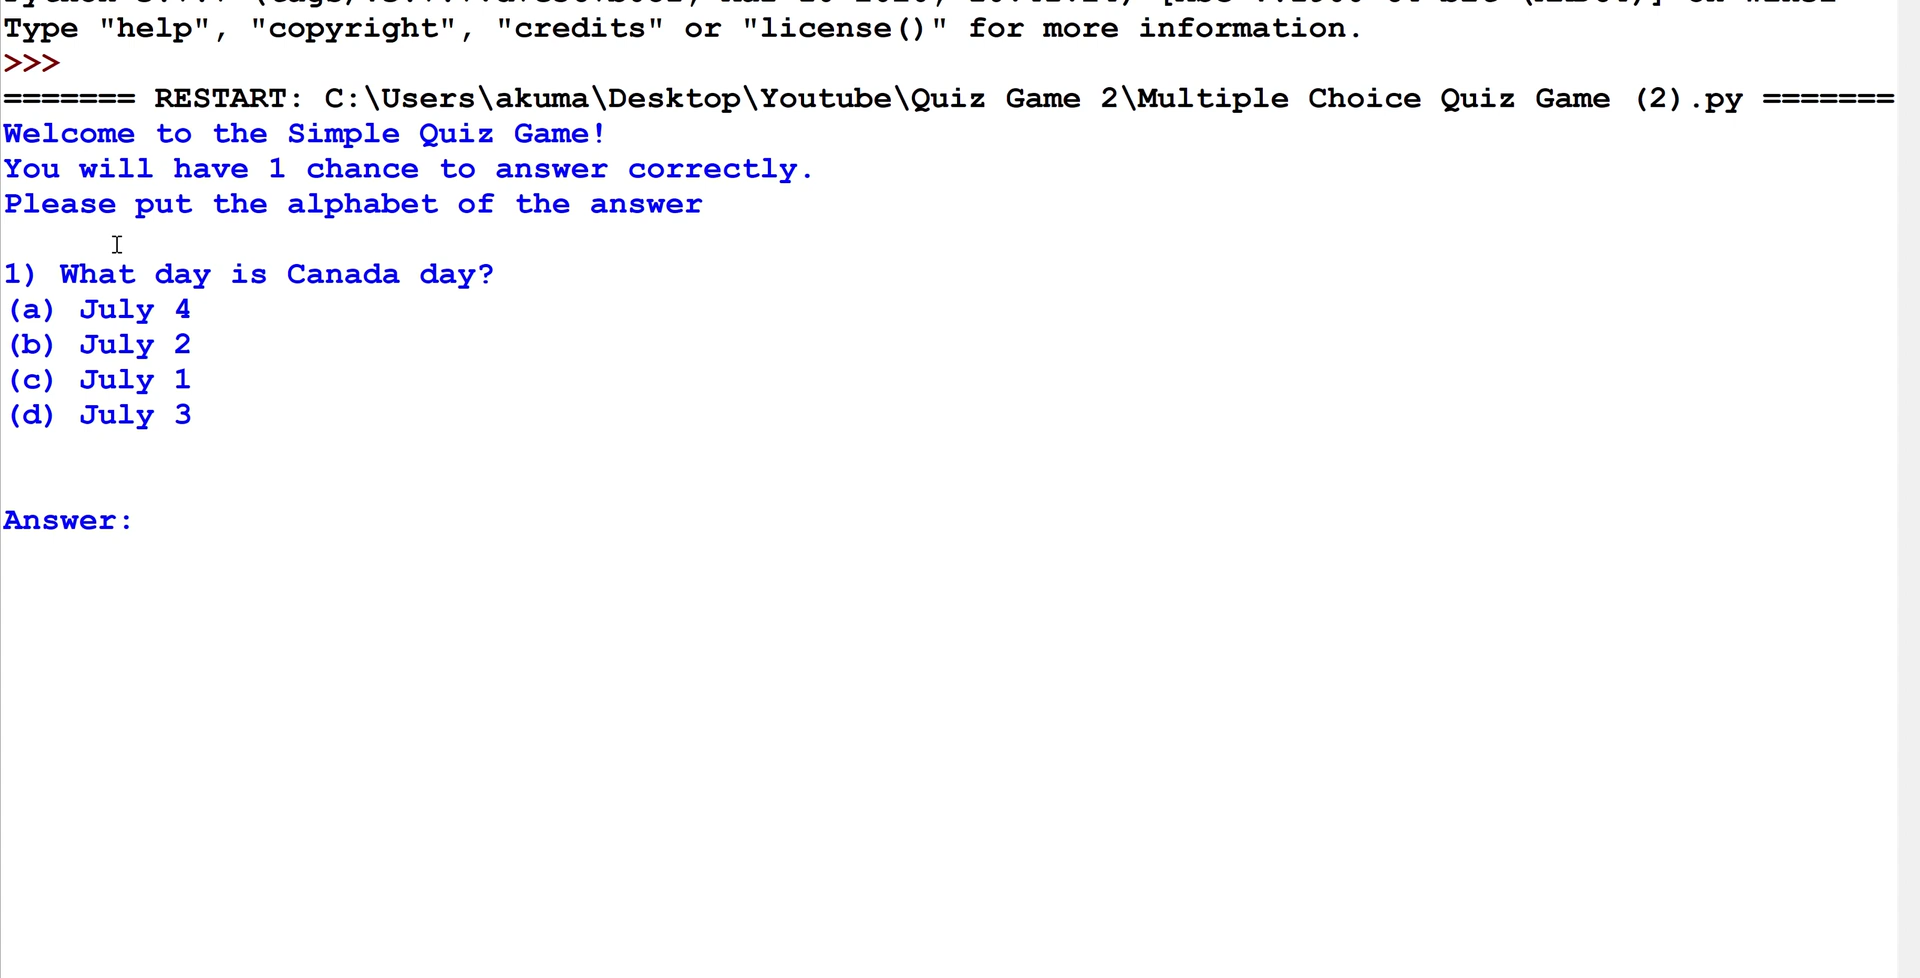 Type "help", "copyright", "credits" or "license()" for more information.
>>>
======= RESTART: C:\Users\akuma\Desktop\Youtube\Quiz Game 2\Multiple Choice Quiz Game (2).py =======
Welcome to the Simple Quiz Game!
You will have 1 chance to answer correctly.
Please put the alphabet of the answer
1) What day is Canada day?
(a) July 4
(b) July 2
(c) July 1
(d) July 3
Answer: